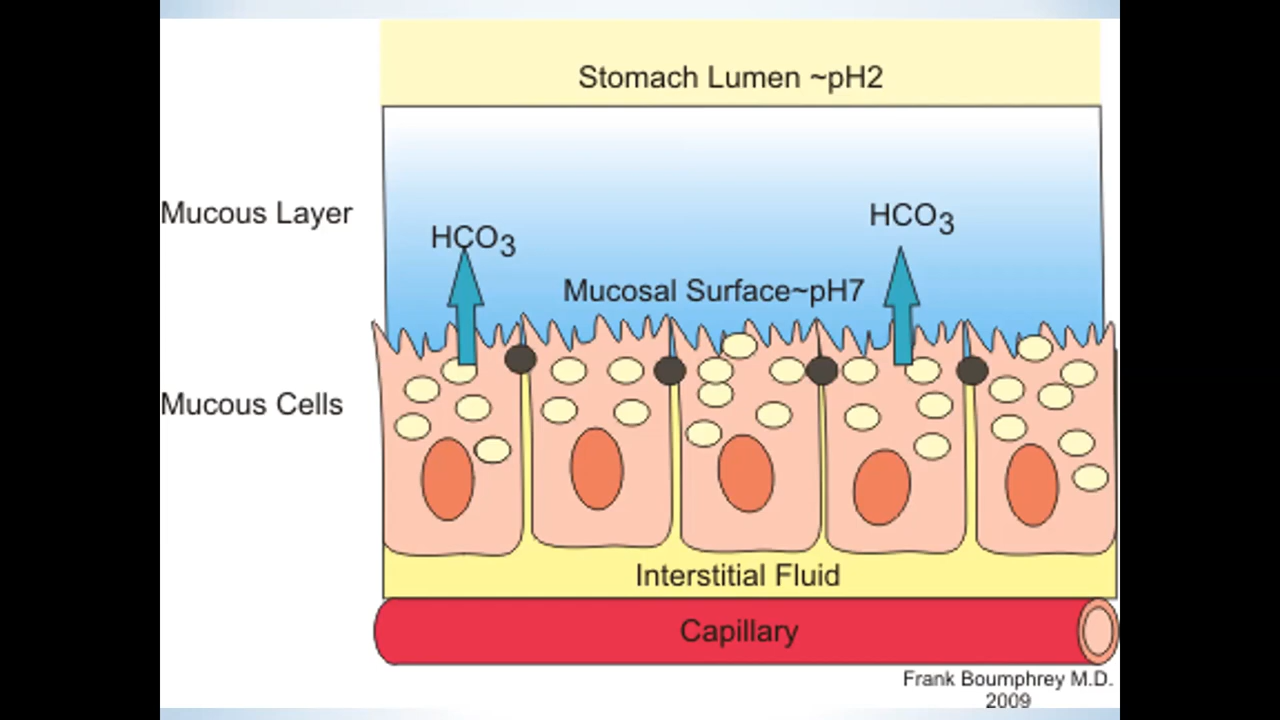 Stomach Lumen ~pH2
Mucous Layer
HCO3
HCO3
Mucosal Surface~pH7
Mucous Cells
Interstitial Fluid
Capillary
Frank Boumphrey M.D.
2009